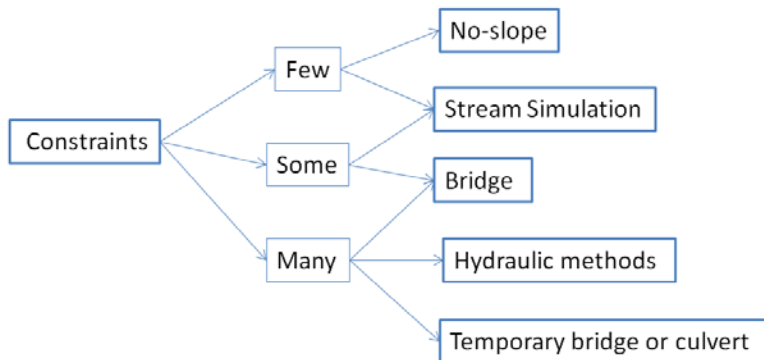 No-slope
Few
Stream Simulation
Constraints
Some
Bridge
Many
Hydraulic methods
Temporary bridge or culvert